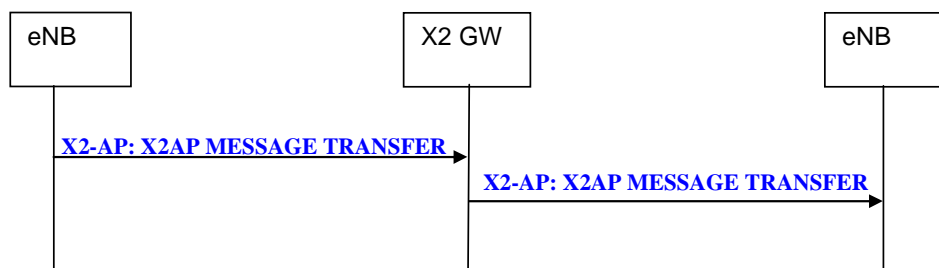 eNB
X2 GW
eNB
X2-AP: X2AP MESSAGE TRANSFER
X2-AP: X2AP MESSAGE TRANSFER